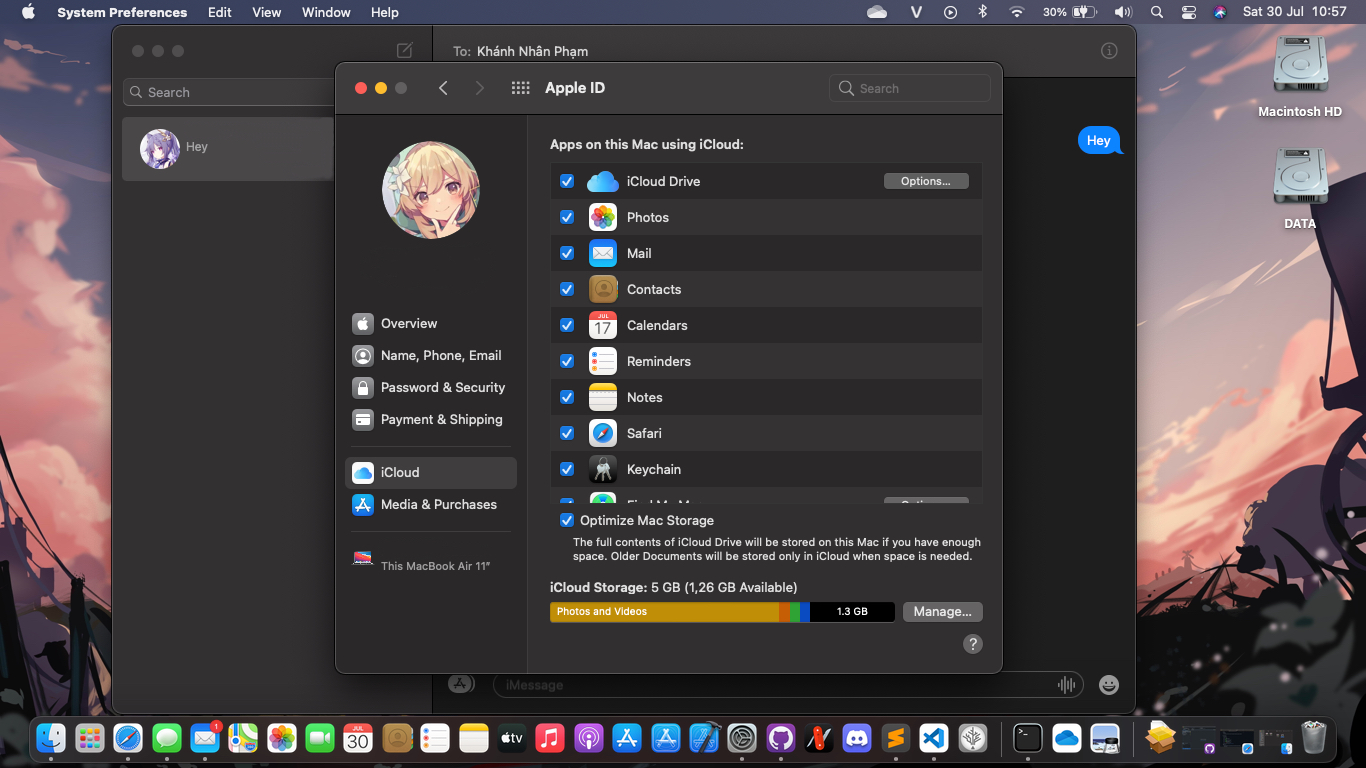 System Preferences Edit View Window Help
30% Sat 30 Jul 10:57
Search
Hey
To: Khánh Nhân Phạm
Hey
Apple ID
Search
Overview
Name, Phone, Email
Password & Security
Payment & Shipping
iCloud
Media & Purchases
This MacBook Air 11"
Apps on this Mac using iCloud:
iCloud Drive Options...
Photos
Mail
Contacts
JUL
17
Calendars
Reminders
Notes
Safari
Keychain
Optimize Mac Storage
The full contents of iCloud Drive will be stored on this Mac if you have enough
space. Older Documents will be stored only in iCloud when space is needed.
iCloud Storage: 5 GB (1,26 GB Available)
Photos and Videos 1.3 GB Manage...
?
iMessage
Macintosh HD
DATA
1
JUL
30
tv